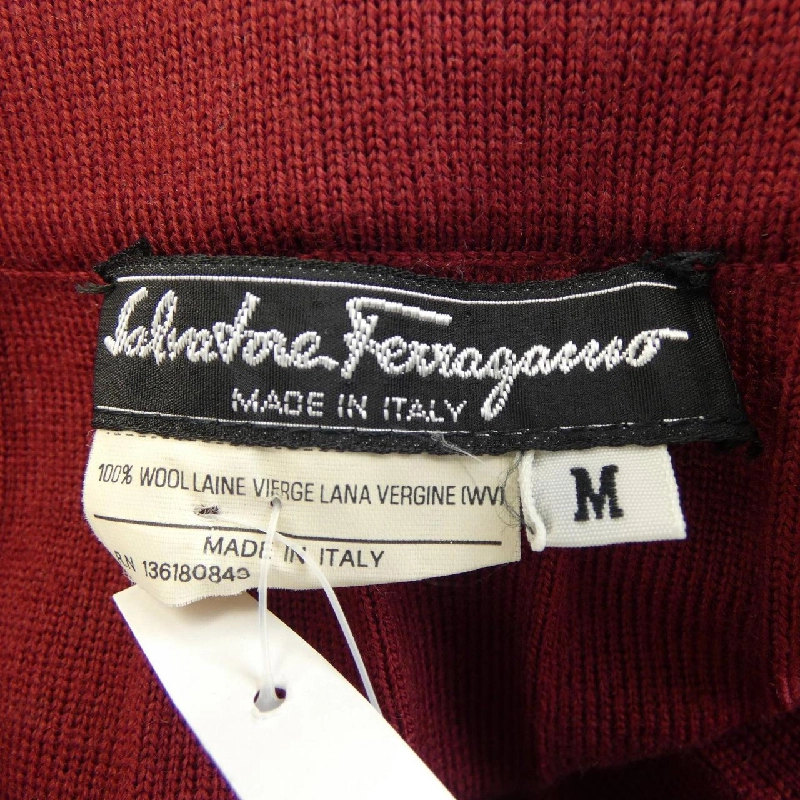 Salvatore Ferragamo
MADE IN ITALY
100% WOOL LAINE VIERGE LANA VERGINE (WV)
M
MADE IN ITALY
RN 136180849